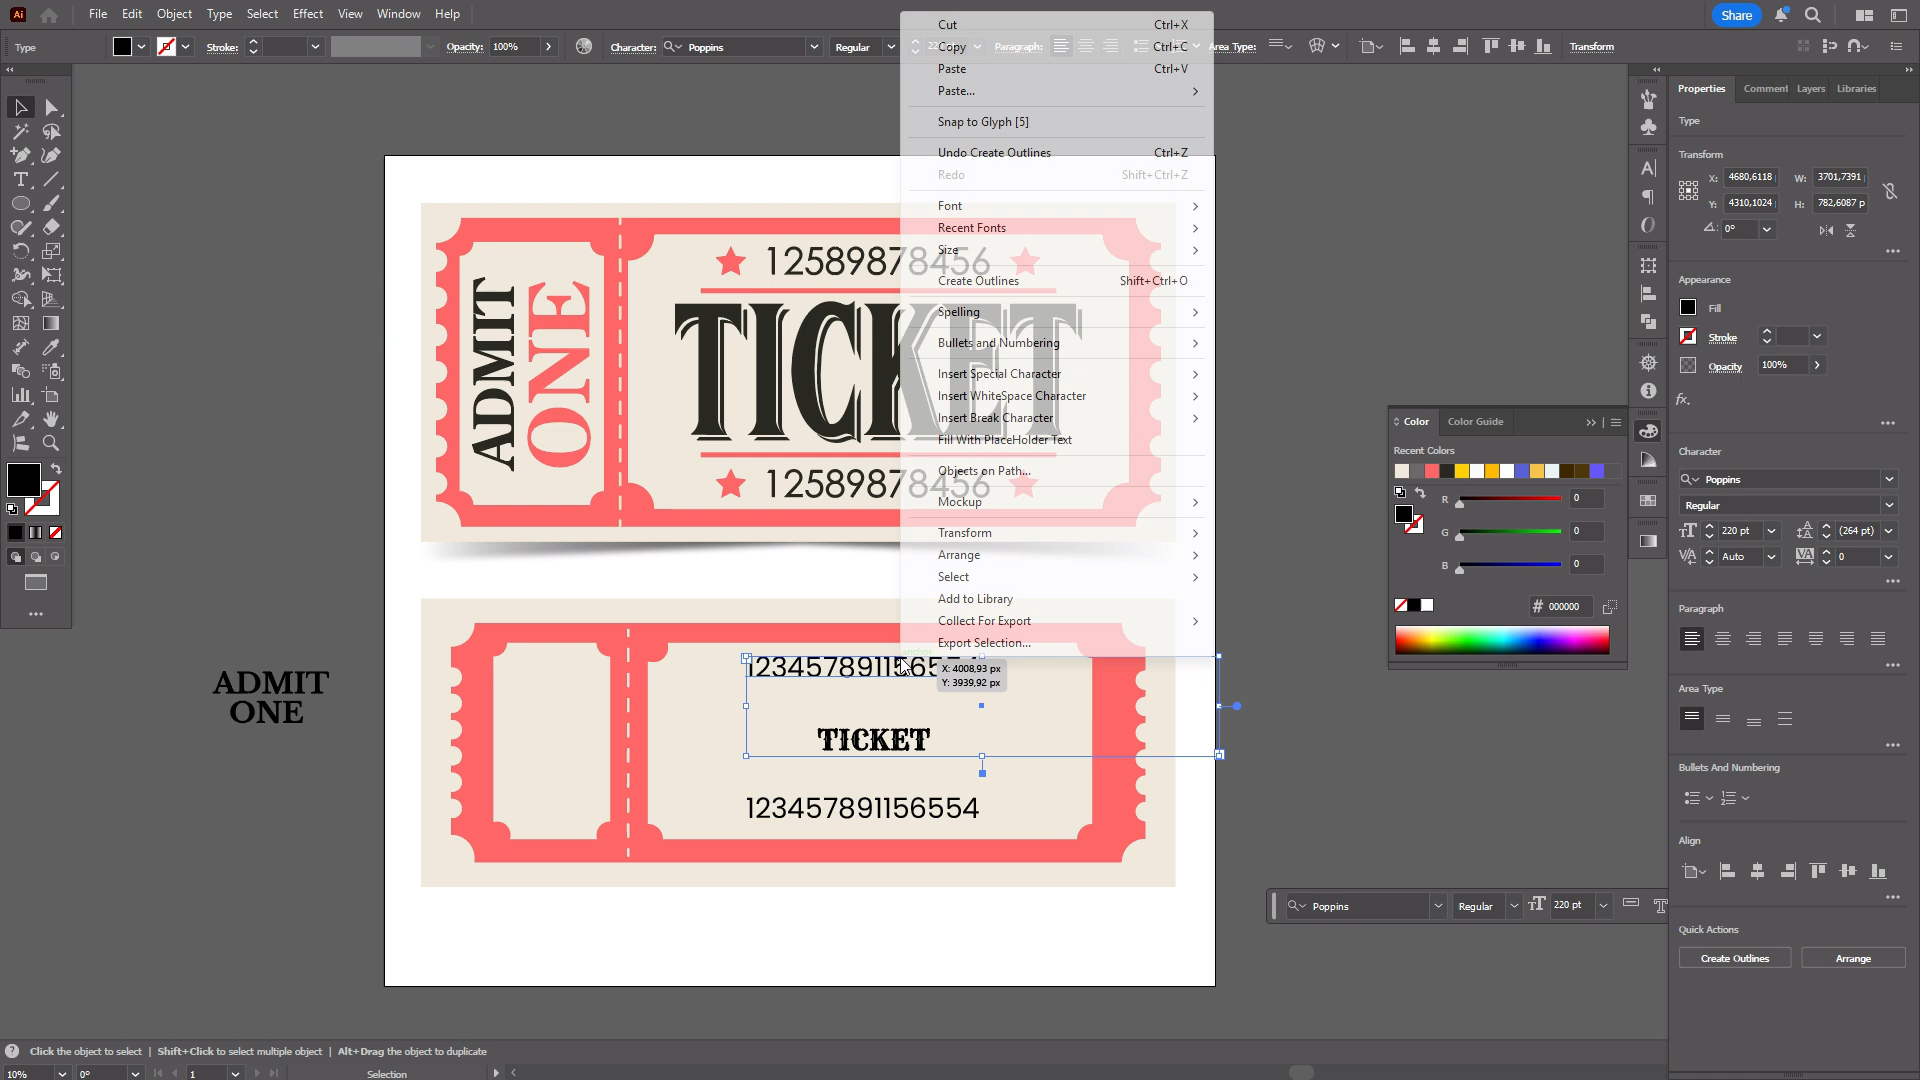 Ai File Edit Object Type Select Effect View Window Help Share
Type Stroke: Opacity: 100% Character: Poppins Regular Paragraph: Area Type: Transform
Cut Ctrl+X
Copy Ctrl+C
Paste Ctrl+V
Paste...
Snap to Glyph [5]
Undo Create Outlines Ctrl+Z
Redo Shift+Ctrl+Z
Font
Recent Fonts
Size
Create Outlines Shift+Ctrl+O
Spelling
Bullets and Numbering
Insert Special Character
Insert WhiteSpace Character
Insert Break Character
Fill With PlaceHolder Text
Objects on Path...
Mockup
Transform
Arrange
Select
Add to Library
Collect For Export
Export Selection...
ADMIT
ONE
12589878456
TICKET
12589878456
ADMIT
ONE
anchor
X: 4008,93 px
Y: 3939,92 px
TICKET
123457891156554
Color Color Guide
Recent Colors
R 0
G 0
B 0
# 000000
Poppins Regular 220 pt
Properties Comment Layers Libraries
Type
Transform
X: 4680,6118 W: 3701,7391
Y: 4310,1024 H: 782,6087 p
0°
Appearance
Fill
Stroke
Opacity 100%
fx.
Character
Poppins
Regular
220 pt (264 pt)
Auto 0
Paragraph
Area Type
Bullets And Numbering
Align
Quick Actions
Create Outlines Arrange
Click the object to select | Shift+Click to select multiple object | Alt+Drag the object to duplicate
10% 0° 1 Selection